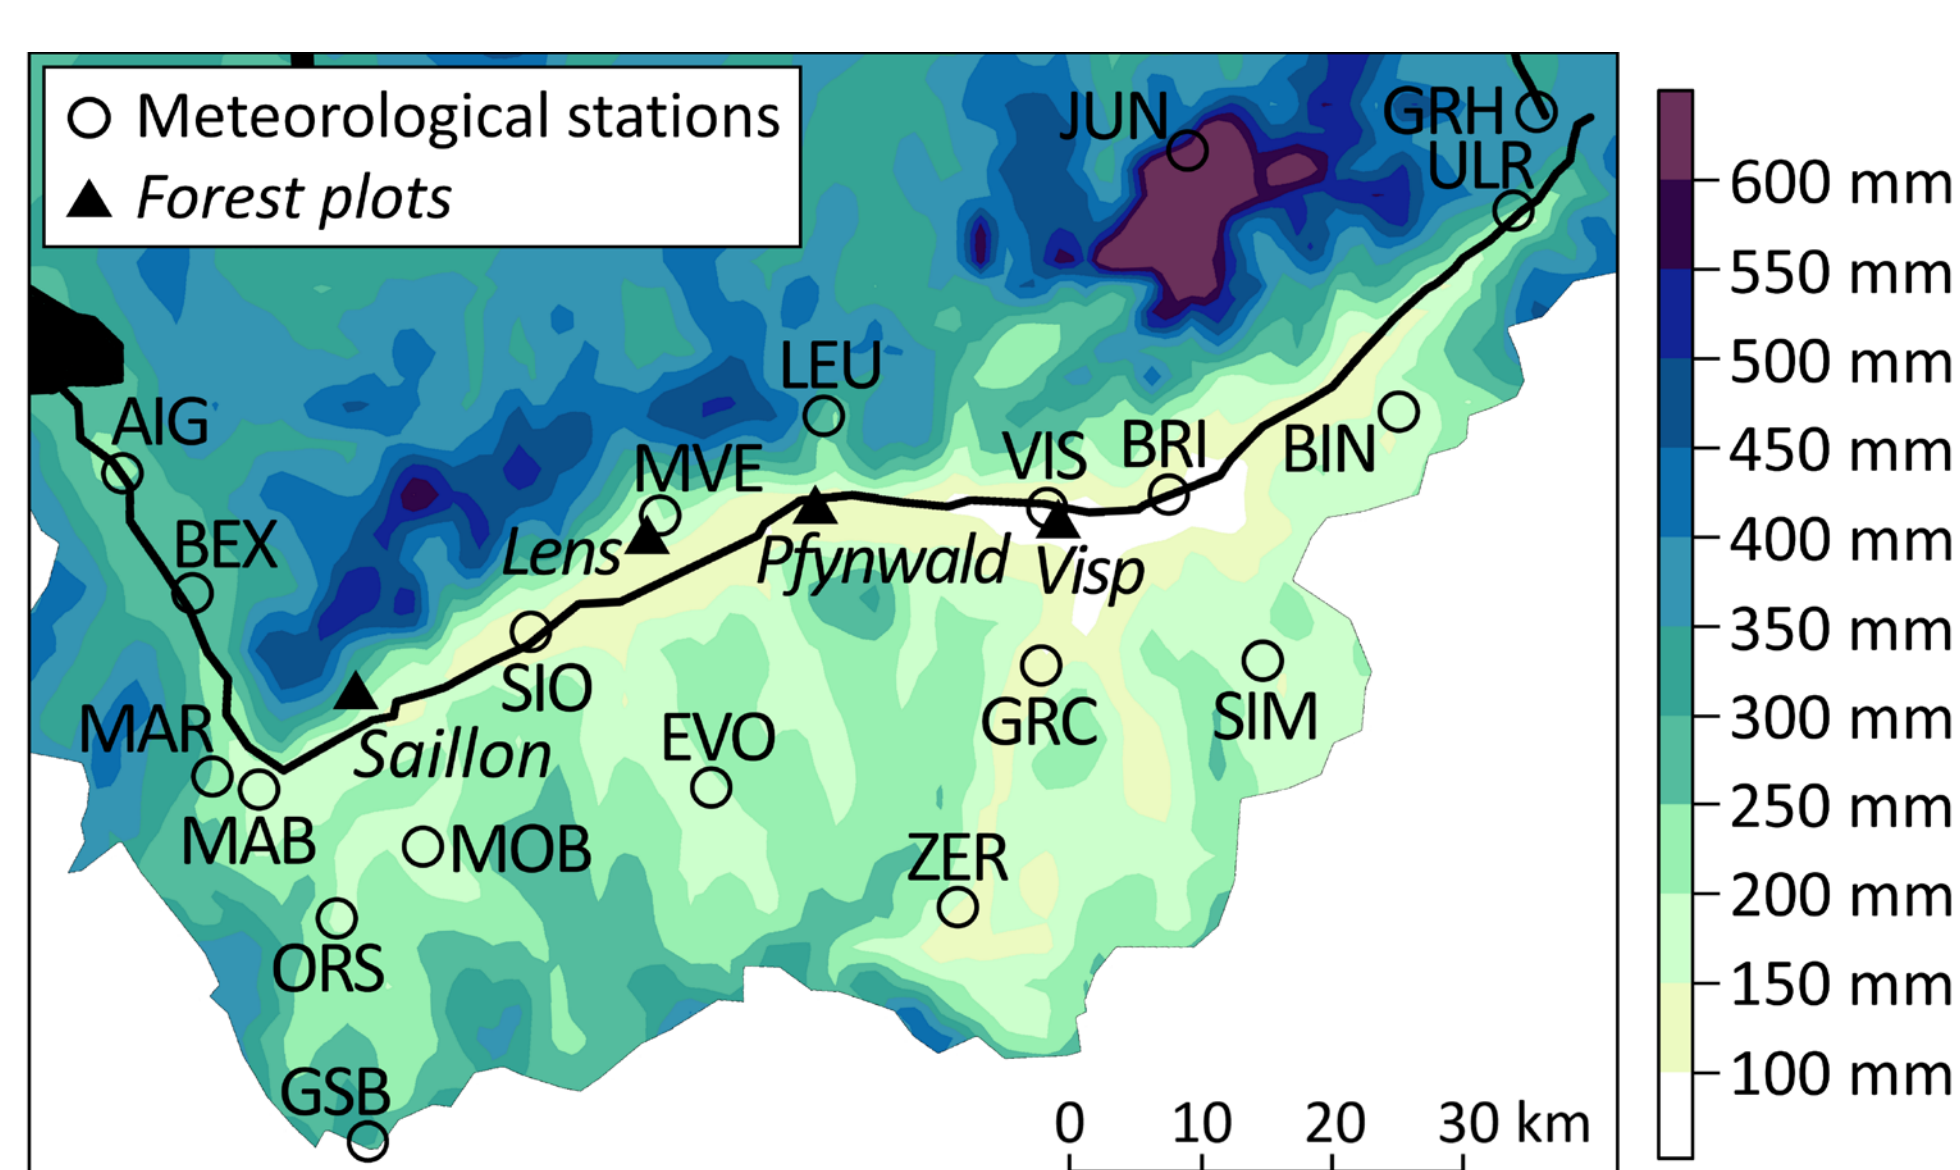 Meteorological stations
Forest plots
JUN
GRH
ULR
LEU
AIG
MVE
VIS
BRI
BIN
BEX
Lens
Pfynwald
Visp
SIO
MAR
Saillon
EVO
GRC
SIM
MAB
MOB
ZER
ORS
GSB
0 10 20 30 km
600 mm
550 mm
500 mm
450 mm
400 mm
350 mm
300 mm
250 mm
200 mm
150 mm
100 mm